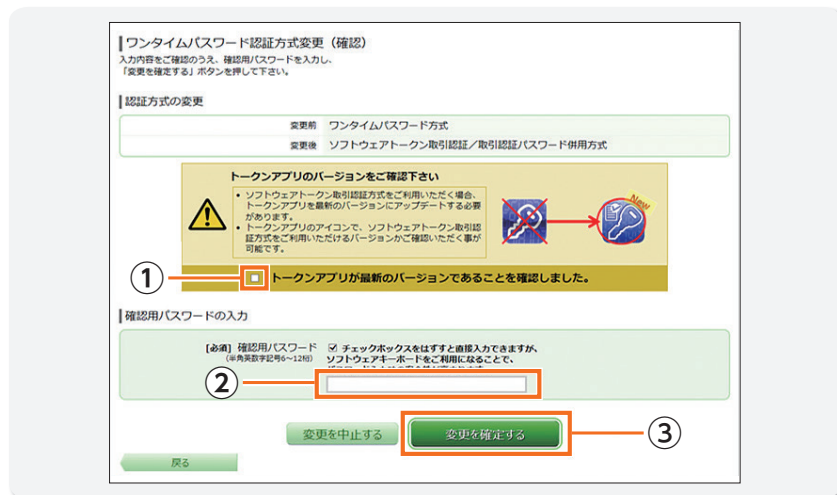 ワンタイムパスワード認証方式変更（確認）
入力内容をご確認のうえ、確認用パスワードを入力し、
「変更を確定する」ボタンを押して下さい。
認証方式の変更
変更前 ワンタイムパスワード方式
変更後 ソフトウェアトークン取引認証／取引認証パスワード併用方式
トークンアプリのバージョンをご確認下さい
• ソフトウェアトークン取引認証方式をご利用いただく場合、
トークンアプリを最新のバージョンにアップデートする必要
があります。
• トークンアプリのアイコンで、ソフトウェアトークン取引認
証方式をご利用いただけるバージョンかご確認いただく事が
可能です。
New
① トークンアプリが最新のバージョンであることを確認しました。
確認用パスワードの入力
[必須] 確認用パスワード
（半角英数字記号6～12桁）
チェックボックスをはずすと直接入力できますが、
ソフトウェアキーボードをご利用になることで、
②
変更を中止する 変更を確定する ③
戻る